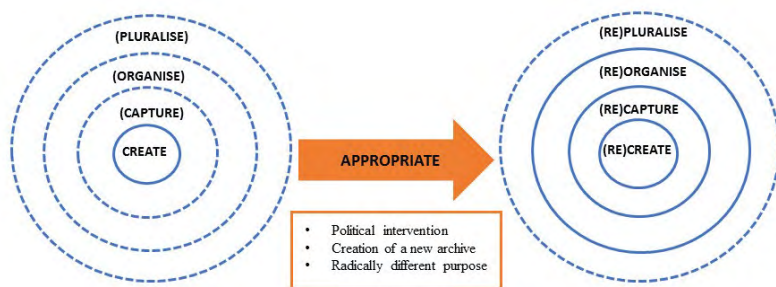 (PLURALISE)
(ORGANISE)
(CAPTURE)
CREATE
APPROPRIATE
• Political intervention
• Creation of a new archive
• Radically different purpose
(RE)PLURALISE
(RE)ORGANISE
(RE)CAPTURE
(RE)CREATE